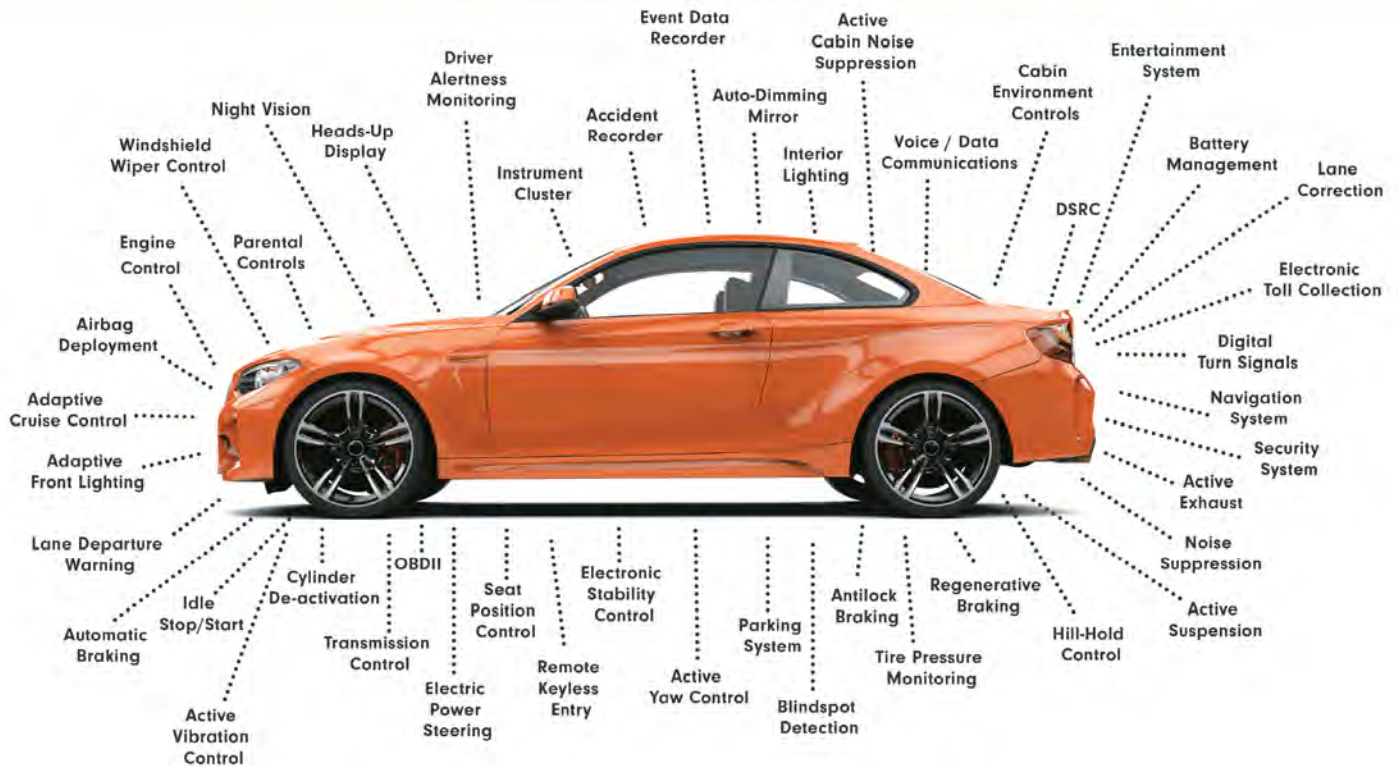 Event Data
Recorder
Active
Cabin Noise
Suppression
Driver
Alertness
Monitoring
Entertainment
System
Cabin
Environment
Controls
Night Vision
Heads-Up
Display
Accident
Recorder
Auto-Dimming
Mirror
Windshield
Wiper Control
Instrument
Cluster
Interior
Lighting
Voice / Data
Communications
Battery
Management
Lane
Correction
DSRC
Engine
Control
Parental
Controls
Electronic
Toll Collection
Airbag
Deployment
Digital
Turn Signals
Adaptive
Cruise Control
Navigation
System
Adaptive
Front Lighting
Security
System
Active
Exhaust
Lane Departure
Warning
Noise
Suppression
Automatic
Braking
Idle
Stop/Start
Cylinder
De-activation
OBDII
Seat
Position
Control
Electronic
Stability
Control
Antilock
Braking
Regenerative
Braking
Active
Suspension
Transmission
Control
Parking
System
Hill-Hold
Control
Active
Vibration
Control
Electric
Power
Steering
Remote
Keyless
Entry
Active
Yaw Control
Blindspot
Detection
Tire Pressure
Monitoring